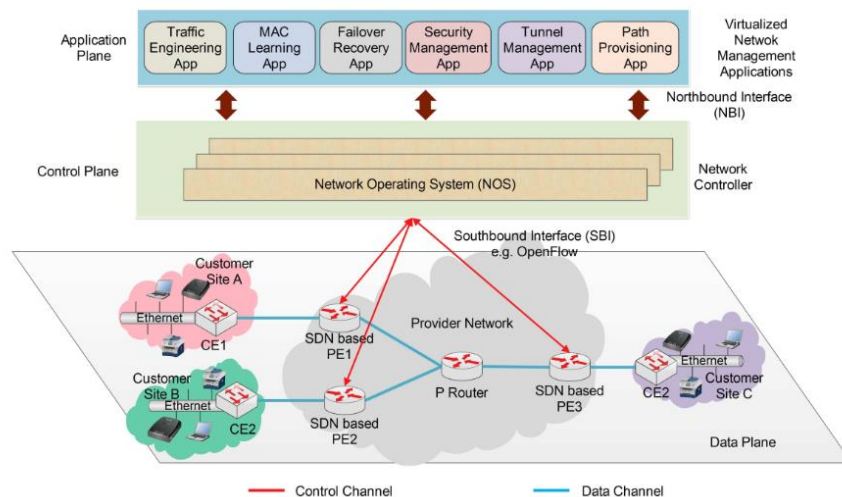 Application
Plane
Traffic
Engineering
App
MAC
Learning
App
Failover
Recovery
App
Security
Management
App
Tunnel
Management
App
Path
Provisioning
App
Virtualized
Netwok
Management
Applications
Northbound Interface
(NBI)
Control Plane
Network Operating System (NOS)
Network
Controller
Southbound Interface (SBI)
e.g. OpenFlow
Customer
Site A
Ethernet
CE1
SDN based
PE1
Provider Network
P Router
Customer
Site B
Ethernet
CE2
SDN based
PE2
SDN based
PE3
CE2
Ethernet
Customer
Site C
Data Plane
Control Channel
Data Channel